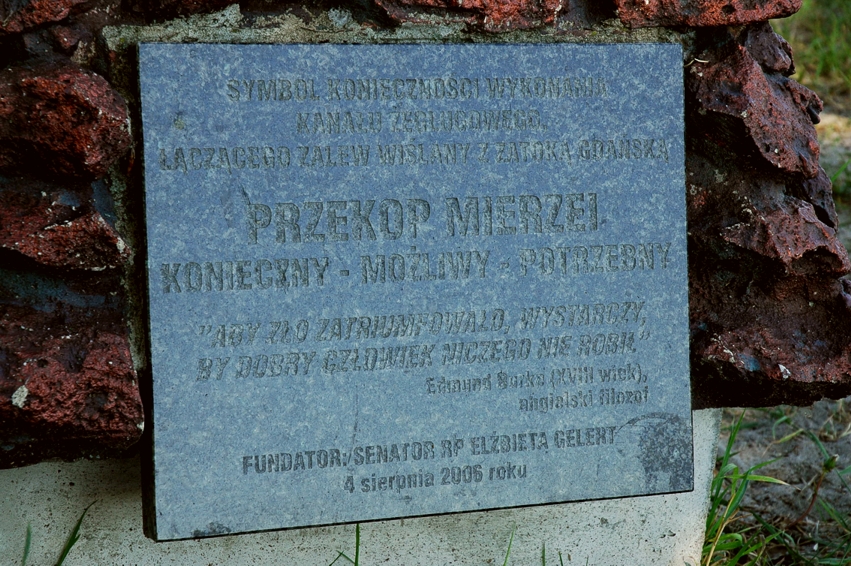 SYMBOL KONIECZNOŚCI WYKONANIA
KANAŁU ŻEGLUGOWEGO,
ŁĄCZĄCEGO ZALEW WIŚLANY Z ZATOKĄ GDAŃSKĄ
PRZEKOP MIERZEI
KONIECZNY - MOŻLIWY - POTRZEBNY
"ABY ZŁO ZATRIUMFOWAŁO, WYSTARCZY,
BY DOBRY CZŁOWIEK NICZEGO NIE ROBIŁ"
Edmund Burke (XVIII wiek),
angielski filozof
FUNDATOR: SENATOR RP ELŻBIETA GELERT
4 sierpnia 2006 roku